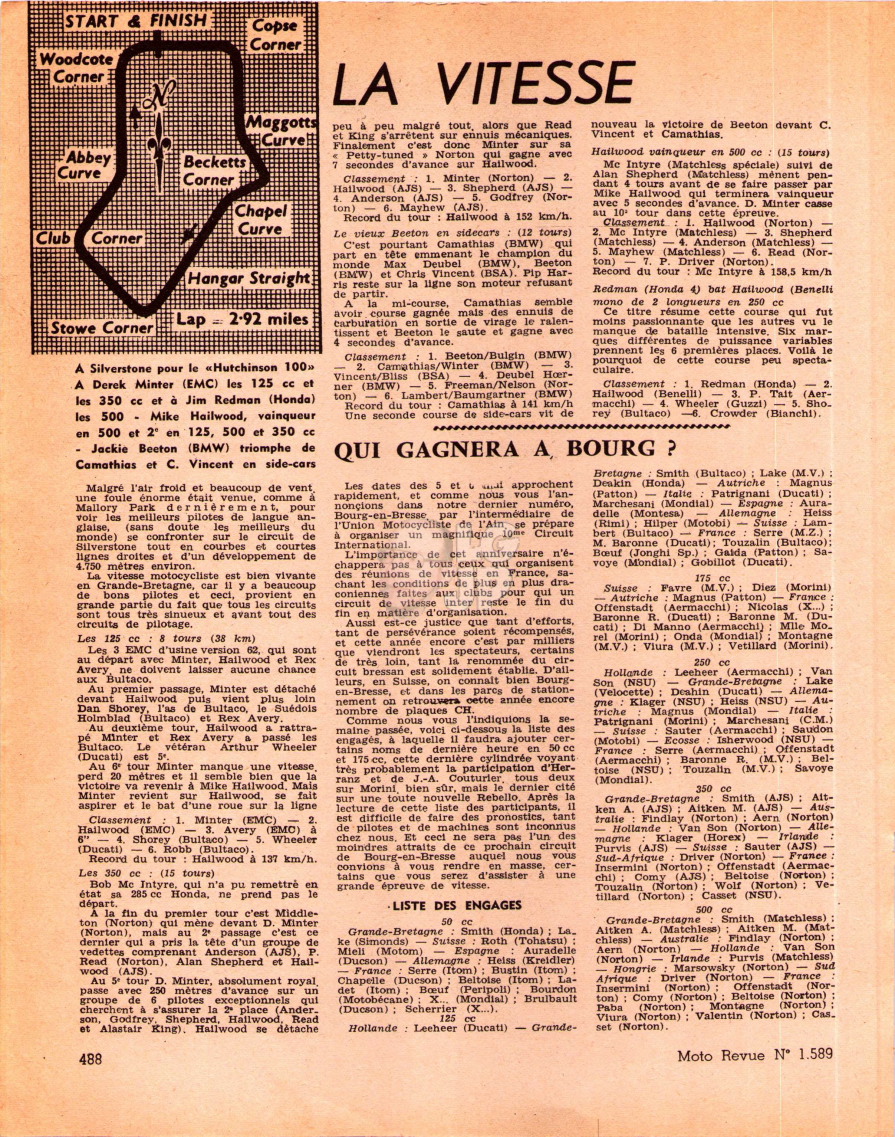 START & FINISH
Copse
Corner
Woodcote
Corner
N
Maggotts
Curve
Abbey
Curve
Becketts
Corner
Chapel
Curve
Club Corner
Hangar Straight
Stowe Corner
Lap = 2·92 miles
A Silverstone pour le «Hutchinson 100»
A Derek Minter (EMC) les 125 cc et
les 350 cc et à Jim Redman (Honda)
les 500 - Mike Hailwood, vainqueur
en 500 et 2e en 125, 500 et 350 cc
- Jackie Beeton (BMW) triomphe de
Camathias et C. Vincent en side-cars
Malgré l'air froid et beaucoup de vent
une foule énorme était venue, comme à
Mallory Park dernièrement, pour
voir les meilleurs pilotes de langue an-
glaise, (sans doute les meilleurs du
monde) se confronter sur le circuit de
Silverstone tout en courbes et courtes
lignes droites et d'un développement de
4.750 mètres environ.
La vitesse motocycliste est bien vivante
en Grande-Bretagne, car il y a beaucoup
de bons pilotes et ceci, provient en
grande partie du fait que tous les circuits
sont tous très sinueux et avant tout des
circuits de pilotage.
Les 125 cc : 8 tours (38 km)
Les 3 EMC d'usine version 62, qui sont
au départ avec Minter, Hailwood et Rex
Avery ne doivent laisser aucune chance
aux Bultaco.
Au premier passage, Minter est détaché
devant Hailwood puis vient plus loin
Dan Shorey, l'as de Bultaco, le Suédois
Holmblad (Bultaco) et Rex Avery.
Au deuxième tour, Hailwood a rattra-
pé Minter et Rex Avery a passé les
Bultaco. Le vétéran Arthur Wheeler
(Ducati) est 5e.
Au 6e tour Minter manque une vitesse,
perd 20 mètres et il semble bien que la
victoire va revenir à Mike Hailwood. Mais
Minter revient sur Hailwood, se fait
aspirer et le bat d'une roue sur la ligne
Classement : 1. Minter (EMC) — 2.
Hailwood (EMC) — 3. Avery (EMC) à
6" — 4. Shorey (Bultaco) — 5. Wheeler
(Ducati) — 6. Robb (Bultaco).
Record du tour : Hailwood à 137 km/h.
Les 350 cc : (15 tours)
Bob Mc Intyre, qui n'a pu remettre en
état sa 285 cc Honda, ne prend pas le
départ.
A la fin du premier tour c'est Middle-
ton (Norton) qui mène devant D. Minter
(Norton), mais au 2e passage c'est ce
dernier qui a pris la tête d'un groupe de
vedettes comprenant Anderson (AJS), P.
Read (Norton), Alan Shepherd et Hail-
wood (AJS).
Au 5e tour D. Minter, absolument royal,
passe avec 250 mètres d'avance sur un
groupe de 6 pilotes exceptionnels qui
cherchent à s'assurer la 2e place (Ander-
son, Godfrey, Shepherd, Hailwood, Read
et Alastair King). Hailwood se détache
LA VITESSE
peu à peu malgré tout, alors que Read
et King s'arrêtent sur ennuis mécaniques.
Finalement c'est donc Minter sur sa
« Petty-tuned » Norton qui gagne avec
7 secondes d'avance sur Hailwood.
Classement : 1. Minter (Norton) — 2.
Hailwood (AJS) — 3. Shepherd (AJS) —
4. Anderson (AJS) — 5. Godfrey (Nor-
ton) — 6. Mayhew (AJS).
Record du tour : Hailwood à 152 km/h.
Le vieux Beeton en sidecars : (12 tours)
C'est pourtant Camathias (BMW) qui
part en tête emmenant le champion du
monde Max Deubel (BMW), Beeton
(BMW) et Chris Vincent (BSA). Pip Har-
ris reste sur la ligne son moteur refusant
de partir.
A la mi-course, Camathias semble
avoir course gagnée mais des ennuis de
carburation en sortie de virage le ralen-
tissent et Beeton le saute et gagne avec
4 secondes d'avance.
Classement : 1. Beeton/Bulgin (BMW)
— 2. Camathias/Winter (BMW) — 3.
Vincent/Bliss (BSA) — 4. Deubel Hœr-
ner (BMW) — 5. Freeman/Nelson (Nor-
ton) — 6. Lambert/Baumgartner (BMW)
Record du tour : Camathias à 141 km/h
Une seconde course de side-cars vit de
nouveau la victoire de Beeton devant C.
Vincent et Camathias.
Hailwood vainqueur en 500 cc : (15 tours)
Mc Intyre (Matchless spéciale) suivi de
Alan Shepherd (Matchless) mènent pen-
dant 4 tours avant de se faire passer par
Mike Hailwood qui terminera vainqueur
avec 5 secondes d'avance. D. Minter casse
au 10e tour dans cette épreuve.
Classement : 1. Hailwood (Norton) —
2. Mc Intyre (Matchless) — 3. Shepherd
(Matchless) — 4. Anderson (Matchless) —
5. Mayhew (Matchless) — 6. Read (Nor-
ton) — 7. P. Driver (Norton).
Record du tour : Mc Intyre à 158,5 km/h
Redman (Honda 4) bat Hailwood (Benelli
mono de 2 longueurs en 250 cc
Ce titre résume cette course qui fut
moins passionnante que les autres vu le
manque de bataille intensive. Six mar-
ques différentes de puissance variables
prennent les 6 premières places. Voilà le
pourquoi de cette course peu specta-
culaire.
Classement : 1. Redman (Honda) — 2.
Hailwood (Benelli) — 3. P. Tait (Aer-
macchi) — 4. Wheeler (Guzzi) — 5. Sho-
rey (Bultaco) —6. Crowder (Bianchi).
QUI GAGNERA A BOURG ?
Les dates des 5 et 6 mai approchent
rapidement, et comme nous vous l'an-
nonçions dans notre dernier numéro,
Bourg-en-Bresse, par l'intermédiaire de
l'Union Motocycliste de l'Ain, se prépare
à organiser un magnifique 10me Circuit
International.
L'importance de cet anniversaire n'é-
chappera pas à tous ceux qui organisent
des réunions de vitesse en France, sa-
chant les conditions de plus en plus dra-
coniennes faites aux clubs pour qui un
circuit de vitesse inter reste le fin du
fin en matière d'organisation.
Aussi est-ce justice que tant d'efforts,
tant de persévérance soient récompensés,
et cette année encore c'est par milliers
que viendront les spectateurs, certains
de très loin, tant la renommée du cir-
cuit bressan est solidement établie. D'ail-
leurs, en Suisse, on connait bien Bourg-
en-Bresse, et dans les parcs de station-
nement on retrouvera cette année encore
nombre de plaques CH.
Comme nous vous l'indiquions la se-
maine passée, voici ci-dessous la liste des
engagés, à laquelle il faudra ajouter cer-
tains noms de dernière heure en 50 cc
et 175 cc, cette dernière cylindrée voyant
très probablement la participation d'Her-
ranz et de J.-A. Couturier, tous deux
sur Morini, bien sûr, mais le dernier cité
sur une toute nouvelle Rebello. Après la
lecture de cette liste des participants, il
est difficile de faire des pronostics, tant
de pilotes et de machines sont inconnus
chez nous. Et ceci ne sera pas l'un des
moindres attraits de ce prochain circuit
de Bourg-en-Bresse auquel nous vous
convions à vous rendre en masse, cer-
tains que vous serez d'assister à une
grande épreuve de vitesse.
LISTE DES ENGAGES
50 cc
Grande-Bretagne : Smith (Honda) ; La-
ke (Simonds) — Suisse : Roth (Tohatsu) ;
Mieli (Motom) — Espagne : Auradelle
(Ducson) — Allemagne : Heiss (Kreidler)
— France : Serre (Itom) ; Bustin (Itom) ;
Chapelle (Ducson) ; Beltoise (Itom) ; La-
det (Itom) ; Bœuf (Peripoli) ; Bourdon
(Motobécane) ; X... (Mondial) ; Brulbault
(Ducson) ; Scherrier (X...).
125 cc
Hollande : Leeheer (Ducati) — Grande-
Bretagne : Smith (Bultaco) ; Lake (M.V.) ;
Deakin (Honda) — Autriche : Magnus
(Patton) — Italie : Patrignani (Ducati) ;
Marchesani (Mondial) — Espagne : Aura-
delle (Montesa) — Allemagne : Heiss
(Rimi) ; Hilper (Motobi) — Suisse : Lam-
bert (Bultaco) — France : Serre (M.Z.) ;
M. Baronne (Ducati) ; Touzalin (Bultaco) ;
Bœuf (Jonghi Sp.) ; Gaida (Patton) ; Sa-
voye (Mondial) ; Gobillot (Ducati).
175 cc
Suisse : Favre (M.V.) ; Diez (Morini)
— Autriche : Magnus (Patton) — France :
Offenstadt (Aermacchi) ; Nicolas (X...) ;
Baronne R. (Ducati) ; Baronne M. (Du-
cati) ; Di Manno (Aermacchi) ; Mlle Mo-
rel (Morini) ; Onda (Mondial) ; Montagne
(M.V.) ; Viura (M.V.) ; Vetillard (Morini).
250 cc
Hollande : Leeheer (Aermacchi) ; Van
Son (NSU) — Grande-Bretagne : Lake
(Velocette) ; Deahin (Ducati) — Allema-
gne : Klager (NSU) ; Heiss (NSU) — Au-
triche : Magnus (Mondial) — Italie :
Patrignani (Morini) ; Marchesani (C.M.)
— Suisse : Sauter (Aermacchi) ; Saudon
(Motobi) — Ecosse : Isherwood (NSU) —
France : Serre (Aermacchi) ; Offenstadt
(Aermacchi) ; Baronne R. (M.V.) ; Bel-
toise (NSU) ; Touzalin (M.V.) ; Savoye
(Mondial).
350 cc
Grande-Bretagne : Smith (AJS) ; Ait-
ken A. (AJS) ; Aitken M. (AJS) — Aus-
tralie : Findlay (Norton) ; Aern (Norton)
— Hollande : Van Son (Norton) — Alle-
magne : Klager (Horex) — Irlande :
Purvis (AJS) — Suisse : Sauter (AJS) —
Sud-Afrique : Driver (Norton) — France :
Insermini (Norton) ; Offenstadt (Aermac-
chi) ; Comy (AJS) ; Beltoise (Norton) ;
Touzalin (Norton) ; Wolf (Norton) ; Ve-
tillard (Norton) ; Casset (NSU).
500 cc
Grande-Bretagne : Smith (Matchless) ;
Aitken A. (Matchless) ; Aitken M. (Mat-
chless) — Australie : Findlay (Norton) ;
Aern (Norton) — Hollande : Van Son
(Norton) — Irlande : Purvis (Matchless)
— Hongrie : Marsowsky (Norton) — Sud
Afrique : Driver (Norton) — France :
Insermini (Norton) ; Offenstadt (Nor-
ton) ; Comy (Norton) ; Beltoise (Norton) ;
Paba (Norton) ; Montagne (Norton) ;
Viura (Norton) ; Valentin (Norton) ; Cas-
set (Norton).
488
Moto Revue N° 1.589